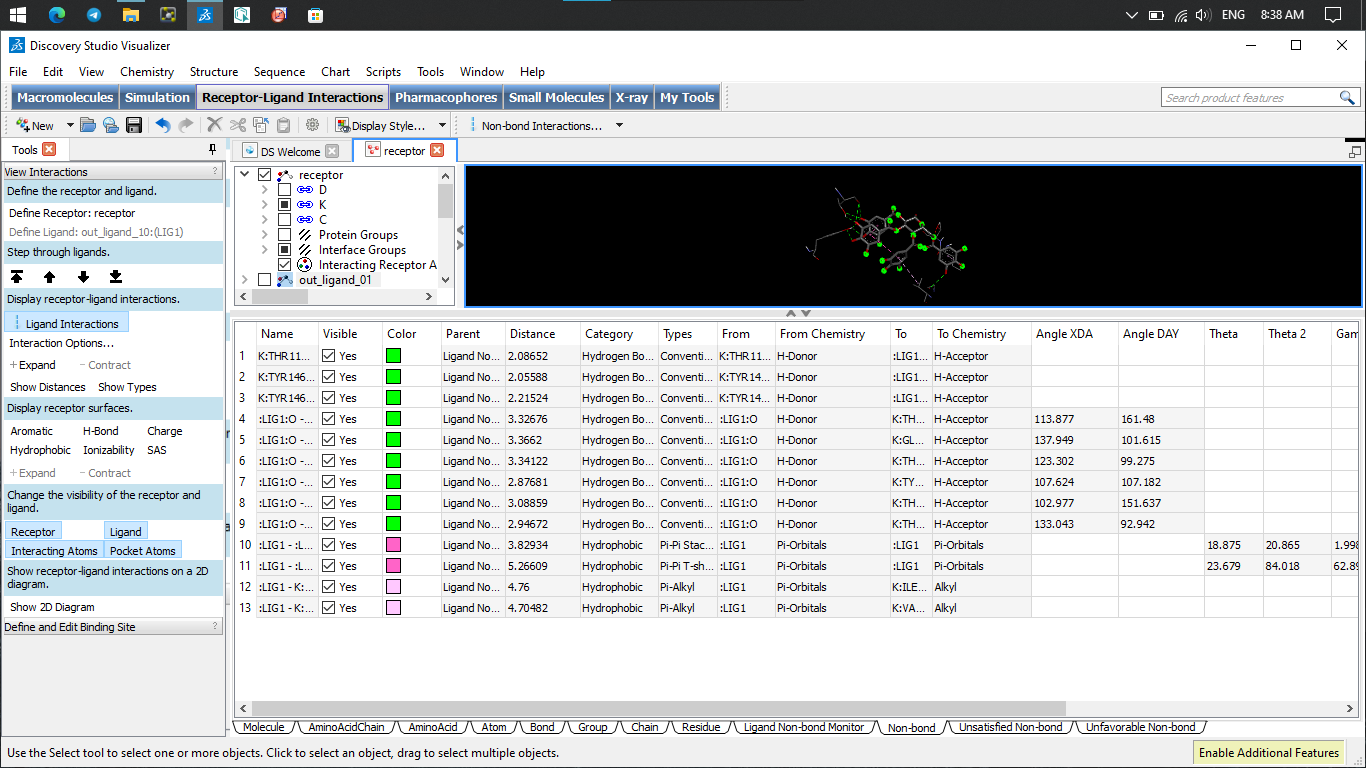 ENG 8:38 AM
Discovery Studio Visualizer
File Edit View Chemistry Structure Sequence Chart Scripts Tools Window Help
Macromolecules Simulation Receptor-Ligand Interactions Pharmacophores Small Molecules X-ray My Tools
Search product features
New Display Style... Non-bond Interactions...
Tools
View Interactions ?
Define the receptor and ligand.
Define Receptor: receptor
Define Ligand: out_ligand_10:(LIG1)
Step through ligands.
Display receptor-ligand interactions.
Ligand Interactions
Interaction Options...
+ Expand - Contract
Show Distances Show Types
Display receptor surfaces.
Aromatic H-Bond Charge
Hydrophobic Ionizability SAS
+ Expand - Contract
Change the visibility of the receptor and
ligand.
Receptor Ligand
Interacting Atoms Pocket Atoms
Show receptor-ligand interactions on a 2D
diagram.
Show 2D Diagram
Define and Edit Binding Site ?
DS Welcome receptor
receptor
D
K
C
Protein Groups
Interface Groups
Interacting Receptor A
out_ligand_01
Name Visible Color Parent Distance Category Types From From Chemistry To To Chemistry Angle XDA Angle DAY Theta Theta 2 Gam
1 K:THR11... Yes Ligand No... 2.08652 Hydrogen Bo... Conventi... K:THR11... H-Donor :LIG1... H-Acceptor
2 K:TYR146... Yes Ligand No... 2.05588 Hydrogen Bo... Conventi... K:TYR14... H-Donor :LIG1... H-Acceptor
3 K:TYR146... Yes Ligand No... 2.21524 Hydrogen Bo... Conventi... K:TYR14... H-Donor :LIG1... H-Acceptor
4 :LIG1:O -... Yes Ligand No... 3.32676 Hydrogen Bo... Conventi... :LIG1:O H-Donor K:TH... H-Acceptor 113.877 161.48
5 :LIG1:O -... Yes Ligand No... 3.3662 Hydrogen Bo... Conventi... :LIG1:O H-Donor K:GL... H-Acceptor 137.949 101.615
6 :LIG1:O -... Yes Ligand No... 3.34122 Hydrogen Bo... Conventi... :LIG1:O H-Donor K:TH... H-Acceptor 123.302 99.275
7 :LIG1:O -... Yes Ligand No... 2.87681 Hydrogen Bo... Conventi... :LIG1:O H-Donor K:TY... H-Acceptor 107.624 107.182
8 :LIG1:O -... Yes Ligand No... 3.08859 Hydrogen Bo... Conventi... :LIG1:O H-Donor K:TH... H-Acceptor 102.977 151.637
9 :LIG1:O -... Yes Ligand No... 2.94672 Hydrogen Bo... Conventi... :LIG1:O H-Donor K:TH... H-Acceptor 133.043 92.942
10 :LIG1 - :L... Yes Ligand No... 3.82934 Hydrophobic Pi-Pi Stac... :LIG1 Pi-Orbitals :LIG1 Pi-Orbitals 18.875 20.865 1.998
11 :LIG1 - :L... Yes Ligand No... 5.26609 Hydrophobic Pi-Pi T-sh... :LIG1 Pi-Orbitals :LIG1 Pi-Orbitals 23.679 84.018 62.89
12 :LIG1 - K:... Yes Ligand No... 4.76 Hydrophobic Pi-Alkyl :LIG1 Pi-Orbitals K:ILE... Alkyl
13 :LIG1 - K:... Yes Ligand No... 4.70482 Hydrophobic Pi-Alkyl :LIG1 Pi-Orbitals K:VA... Alkyl
Molecule AminoAcidChain AminoAcid Atom Bond Group Chain Residue Ligand Non-bond Monitor Non-bond Unsatisfied Non-bond Unfavorable Non-bond
Use the Select tool to select one or more objects. Click to select an object, drag to select multiple objects. Enable Additional Features